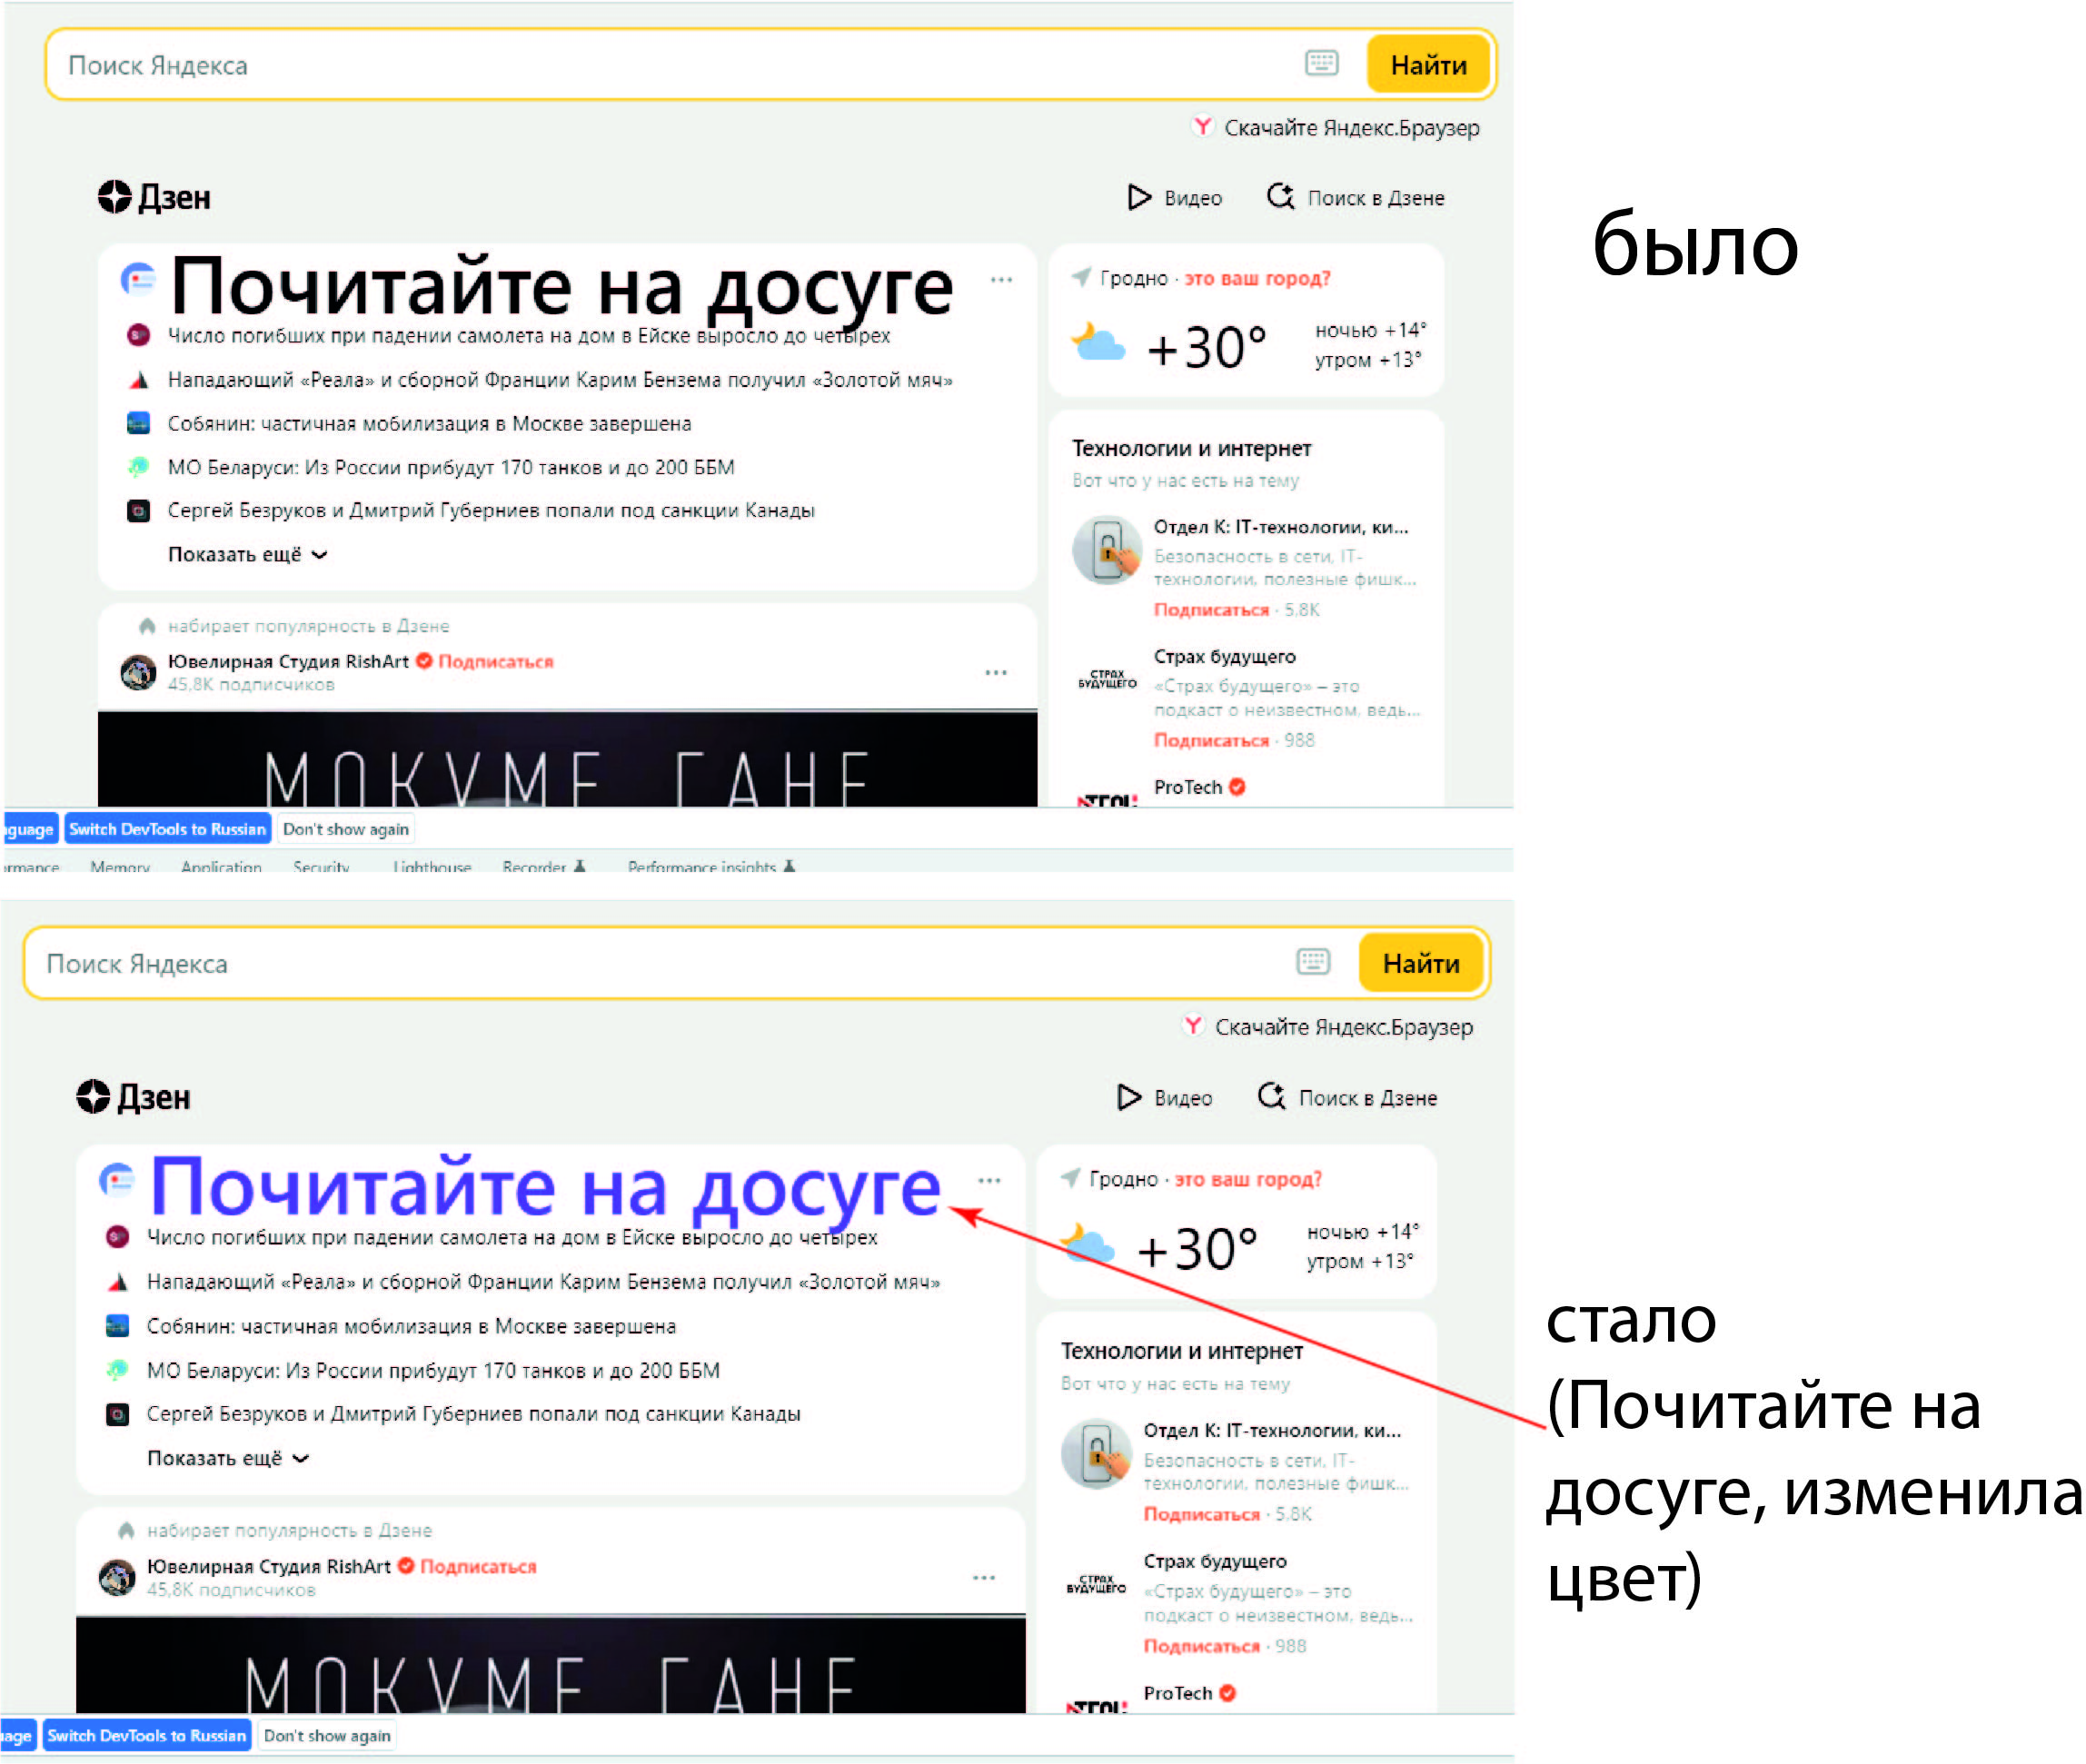 Поиск Яндекса
Найти
Скачайте Яндекс.Браузер
Дзен
Видео
Поиск в Дзене
было
Почитайте на досуге
Число погибших при падении самолета на дом в Ейске выросло до четырех
Нападающий «Реала» и сборной Франции Карим Бензема получил «Золотой мяч»
Собянин: частичная мобилизация в Москве завершена
МО Беларуси: Из России прибудут 170 танков и до 200 ББМ
Сергей Безруков и Дмитрий Губерниев попали под санкции Канады
Показать ещё
Гродно · это ваш город?
+30°
ночью +14°
утром +13°
Технологии и интернет
Вот что у нас есть на тему
Отдел К: IT-технологии, ки...
Безопасность в сети, IT-
технологии, полезные фишк...
Подписаться · 5,8K
СТРАХ
БУДУЩЕГО
Страх будущего
«Страх будущего» – это
подкаст о неизвестном, ведь...
Подписаться · 988
ProTech
набирает популярность в Дзене
Ювелирная Студия RishArt Подписаться
45,8K подписчиков
МОКУМЕ ГАНЕ
Switch DevTools to Russian
Don't show again
Memory
Application
Security
Lighthouse
Recorder
Performance insights
Поиск Яндекса
Найти
Скачайте Яндекс.Браузер
Дзен
Видео
Поиск в Дзене
Почитайте на досуге
Число погибших при падении самолета на дом в Ейске выросло до четырех
Нападающий «Реала» и сборной Франции Карим Бензема получил «Золотой мяч»
Собянин: частичная мобилизация в Москве завершена
МО Беларуси: Из России прибудут 170 танков и до 200 ББМ
Сергей Безруков и Дмитрий Губерниев попали под санкции Канады
Показать ещё
Гродно · это ваш город?
+30°
ночью +14°
утром +13°
Технологии и интернет
Вот что у нас есть на тему
Отдел К: IT-технологии, ки...
Безопасность в сети, IT-
технологии, полезные фишк...
Подписаться · 5,8K
СТРАХ
БУДУЩЕГО
Страх будущего
«Страх будущего» – это
подкаст о неизвестном, ведь...
Подписаться · 988
ProTech
стало
(Почитайте на
досуге, изменила
цвет)
набирает популярность в Дзене
Ювелирная Студия RishArt Подписаться
45,8K подписчиков
МОКУМЕ ГАНЕ
Switch DevTools to Russian
Don't show again